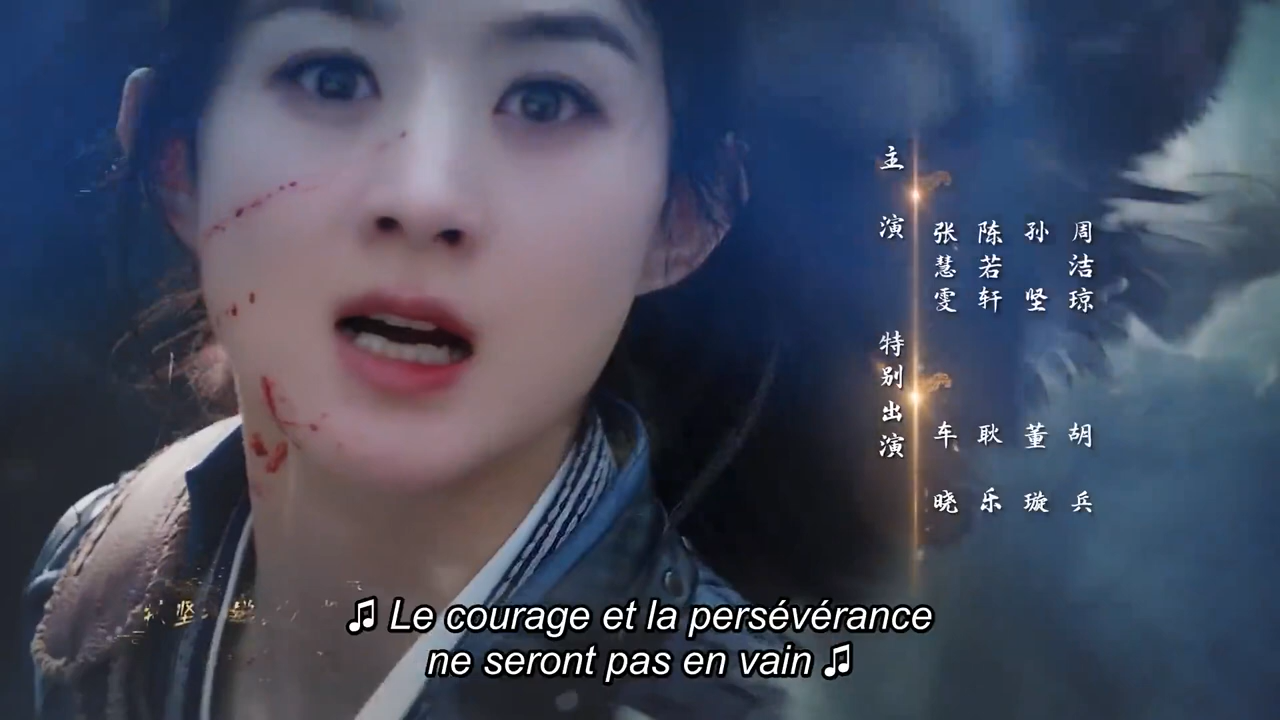 主演
张慧雯
陈若轩
孙坚
周洁琼
特别出演
车晓
耿乐
董璇
胡兵
♫ Le courage et la persévérance
ne seront pas en vain ♫